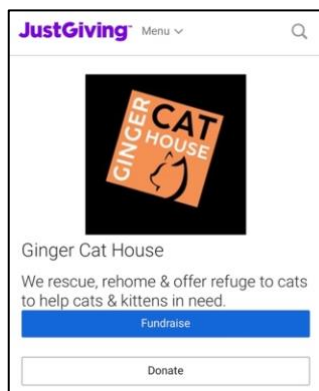 JustGiving™ Menu
GINGER
CAT
HOUSE
Ginger Cat House
We rescue, rehome & offer refuge to cats
to help cats & kittens in need.
Fundraise
Donate